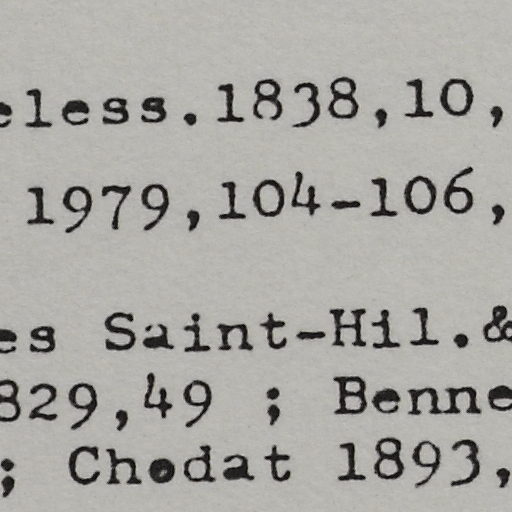 eless.1838,10,
1979,104-106,
es Saint-Hil.&
829,49 ; Benne
; Chodat 1893,